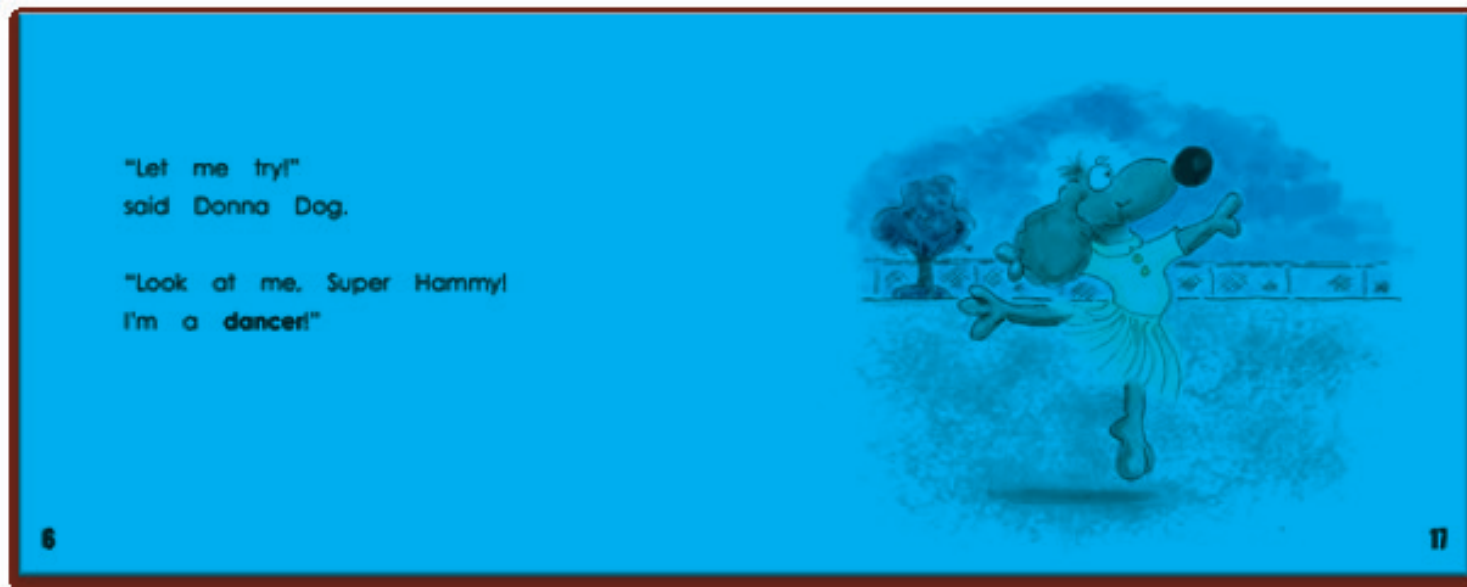 "Let me try!"
said Donna Dog.
"Look at me, Super Hammy!
I'm a dancer!"
6
17